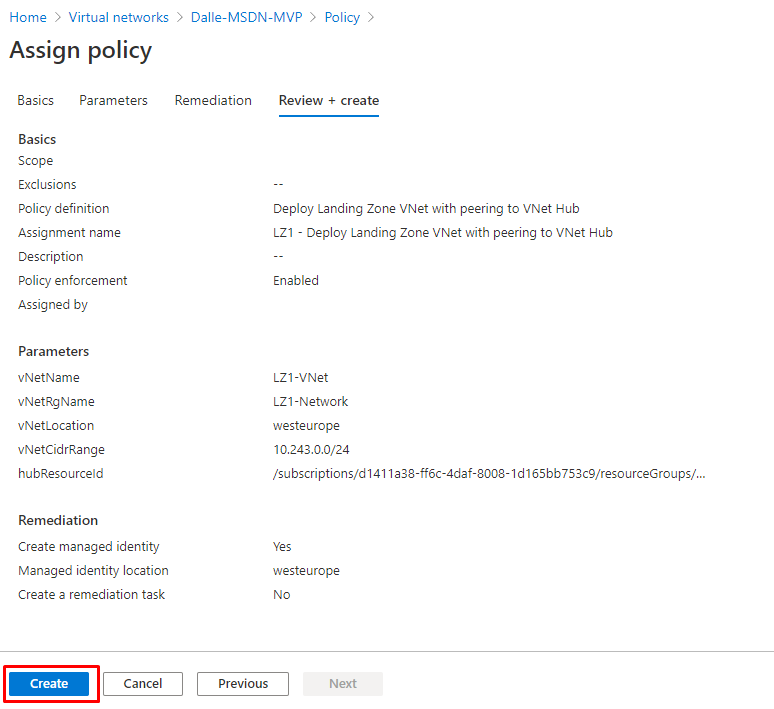 Home > Virtual networks > Dalle-MSDN-MVP > Policy >
Assign policy
Basics Parameters Remediation Review + create
Basics
Scope
Exclusions --
Policy definition Deploy Landing Zone VNet with peering to VNet Hub
Assignment name LZ1 - Deploy Landing Zone VNet with peering to VNet Hub
Description --
Policy enforcement Enabled
Assigned by
Parameters
vNetName LZ1-VNet
vNetRgName LZ1-Network
vNetLocation westeurope
vNetCidrRange 10.243.0.0/24
hubResourceId /subscriptions/d1411a38-ff6c-4daf-8008-1d165bb753c9/resourceGroups/...
Remediation
Create managed identity Yes
Managed identity location westeurope
Create a remediation task No
Create Cancel Previous Next